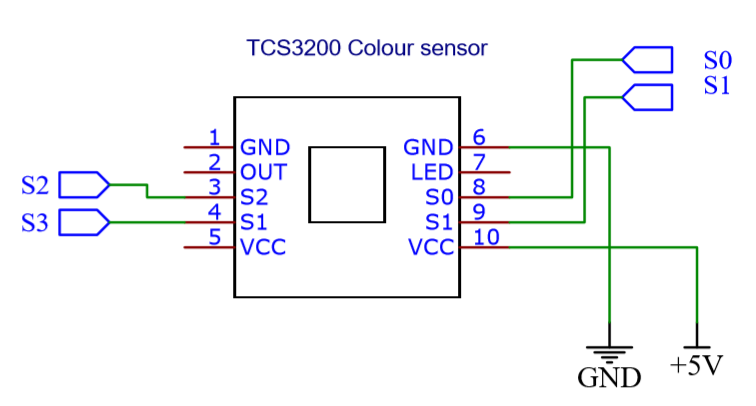 TCS3200 Colour sensor
S0
S1
1 GND GND 6
2 OUT LED 7
S2 3 S2 S0 8
S3 4 S1 S1 9
5 VCC VCC 10
GND
+5V